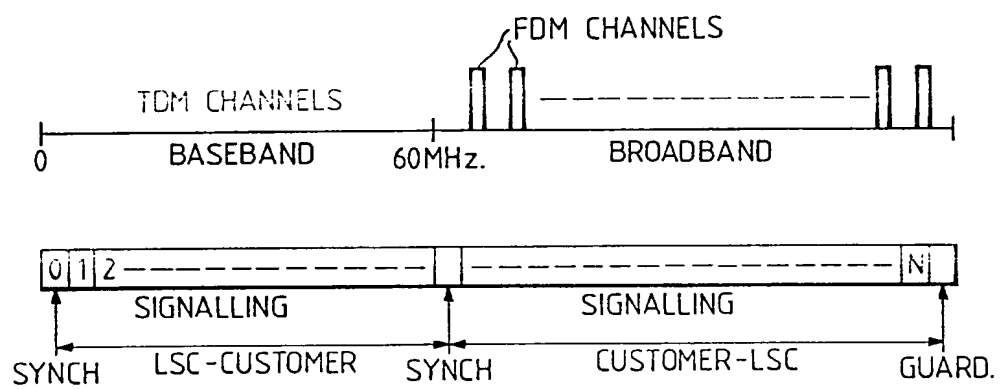 FDM CHANNELS
TDM CHANNELS
0 BASEBAND 60MHz. BROADBAND
0 1 2 N
SIGNALLING SIGNALLING
SYNCH LSC-CUSTOMER SYNCH CUSTOMER-LSC GUARD.